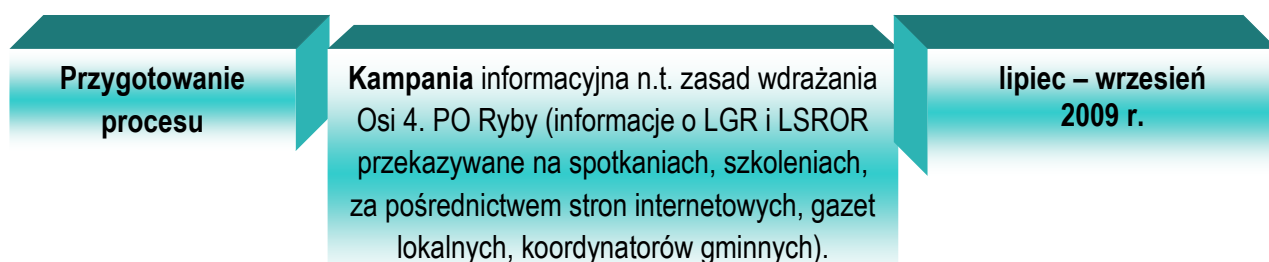 Przygotowanie
procesu
Kampania informacyjna n.t. zasad wdrażania
Osi 4. PO Ryby (informacje o LGR i LSROR
przekazywane na spotkaniach, szkoleniach,
za pośrednictwem stron internetowych, gazet
lokalnych, koordynatorów gminnych).
lipiec – wrzesień
2009 r.